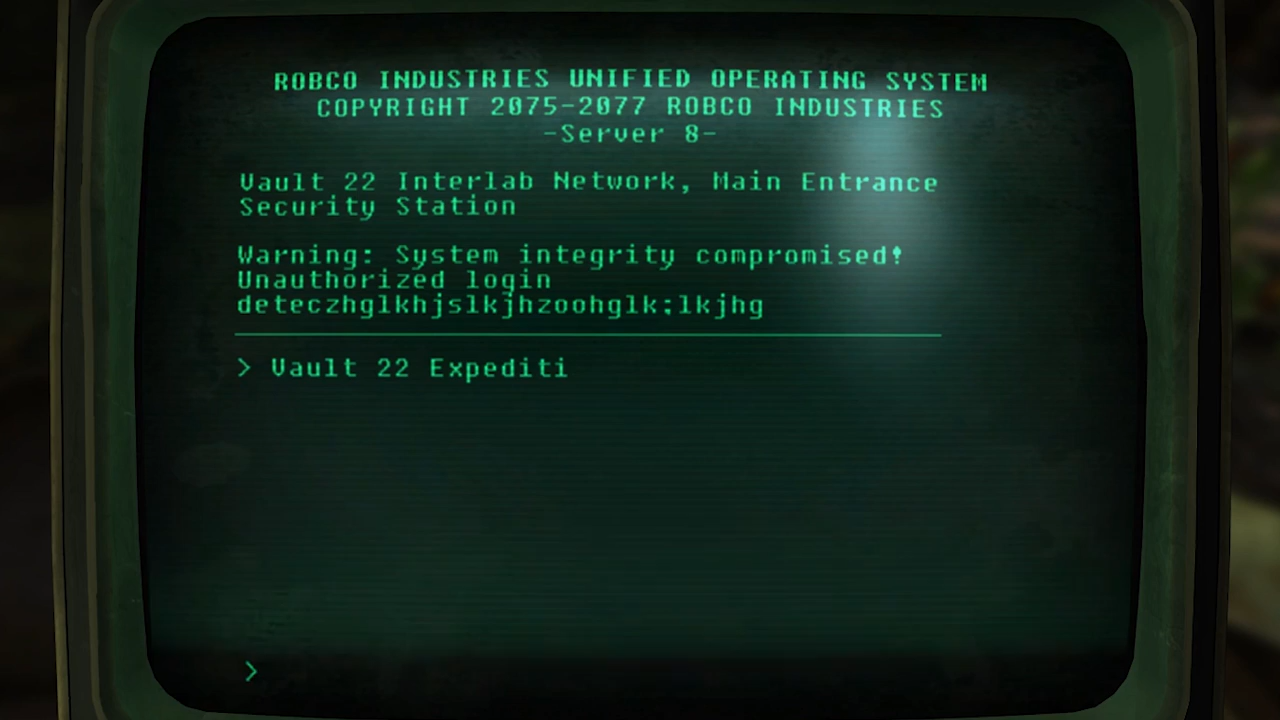 ROBCO INDUSTRIES UNIFIED OPERATING SYSTEM
COPYRIGHT 2075-2077 ROBCO INDUSTRIES
-Server 8-
Vault 22 Interlab Network, Main Entrance
Security Station
Warning: System integrity compromised!
Unauthorized login
deteczhglkhjslkjhzoohglk;lkjhg
> Vault 22 Expediti
>